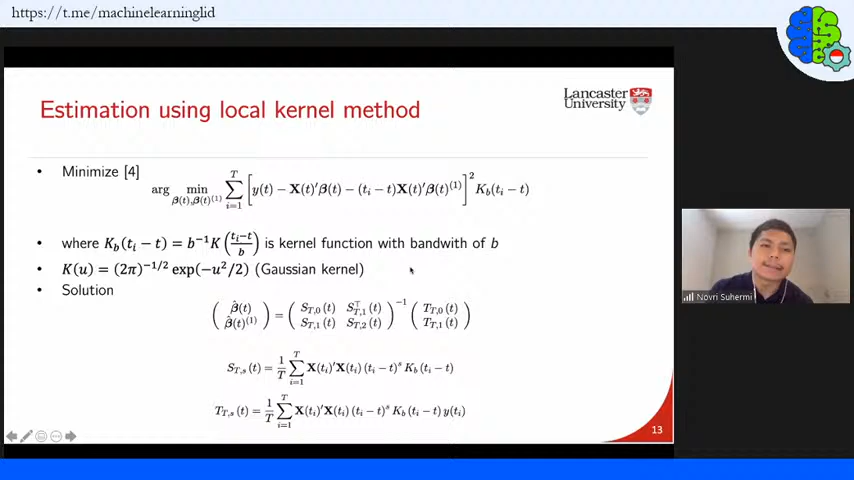 https://t.me/machinelearninglid
Estimation using local kernel method
Lancaster
University
• Minimize [4]
arg min_{β(t),β(t)^{(1)}} ∑_{i=1}^{T} [y(t) − X(t)′β(t) − (t_i − t)X(t)′β(t)^{(1)}]^2 K_b(t_i − t)
• where K_b(t_i − t) = b^{−1}K((t_i−t)/b) is kernel function with bandwith of b
• K(u) = (2π)^{−1/2} exp(−u^2/2) (Gaussian kernel)
• Solution
( β̂(t) β̂(t)^{(1)} ) = ( S_{T,0}(t) S_{T,1}^⊤(t) S_{T,1}(t) S_{T,2}(t) )^{−1} ( T_{T,0}(t) T_{T,1}(t) )
S_{T,s}(t) = 1/T ∑_{i=1}^{T} X(t_i)′X(t_i)(t_i − t)^s K_b(t_i − t)
T_{T,s}(t) = 1/T ∑_{i=1}^{T} X(t_i)′X(t_i)(t_i − t)^s K_b(t_i − t) y(t_i)
13
Novri Suhermi